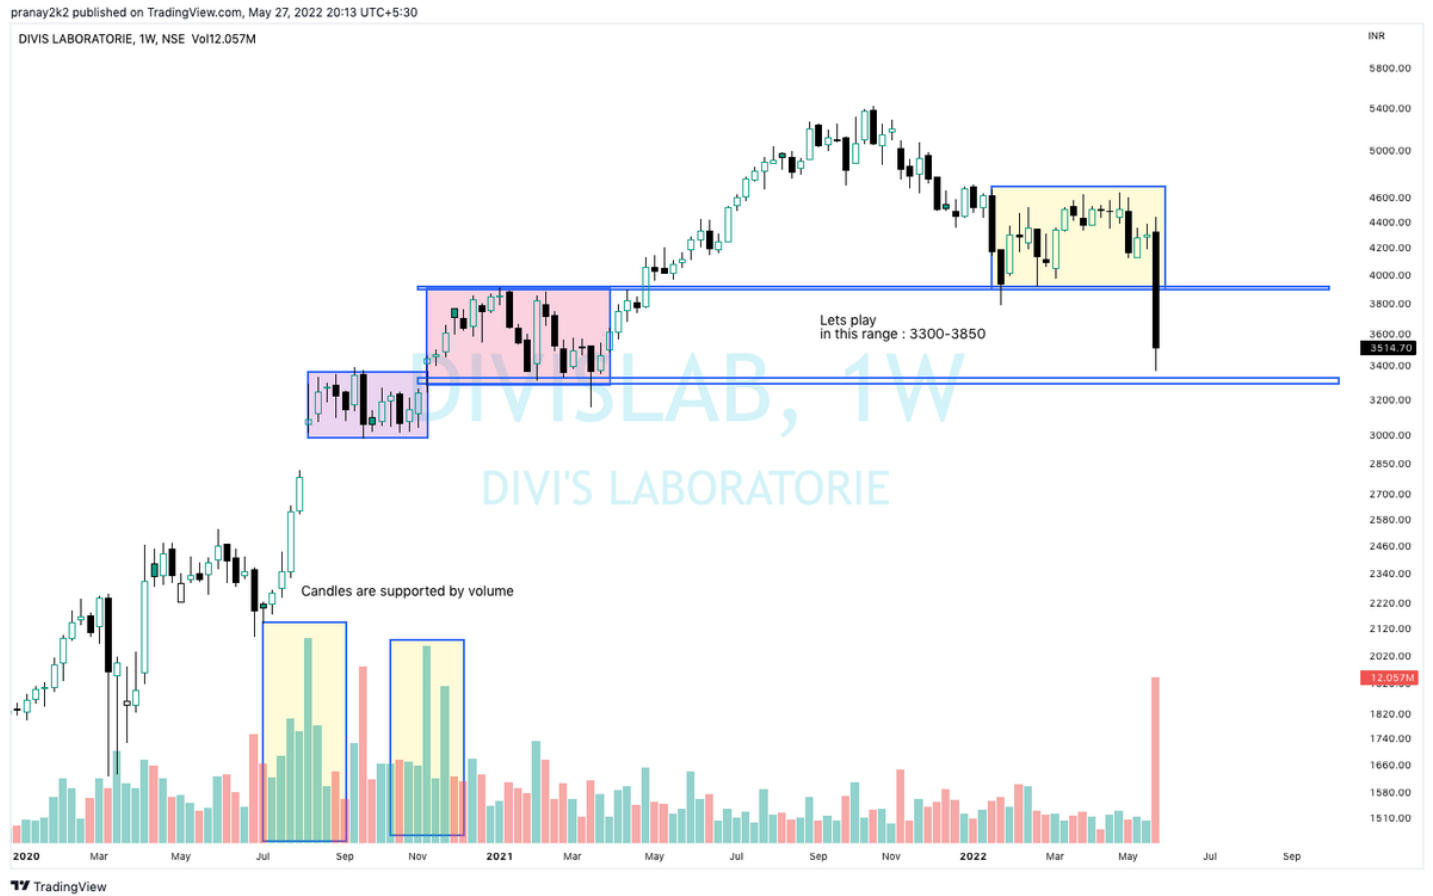 pranay2k2 published on TradingView.com, May 27, 2022 20:13 UTC+5:30
DIVIS LABORATORIE, 1W, NSE Vol12.057M
INR
5800.00
5400.00
5000.00
4600.00
4400.00
4200.00
4000.00
3800.00
Lets play
in this range : 3300-3850
3600.00
3514.70
3400.00
DIVISLAB, 1W
3200.00
3000.00
2850.00
DIVI'S LABORATORIE
2700.00
2580.00
2460.00
2340.00
Candles are supported by volume
2220.00
2120.00
2020.00
12.057M
1820.00
1740.00
1660.00
1580.00
1510.00
2020 Mar May Jul Sep Nov 2021 Mar May Jul Sep Nov 2022 Mar May Jul Sep
TradingView